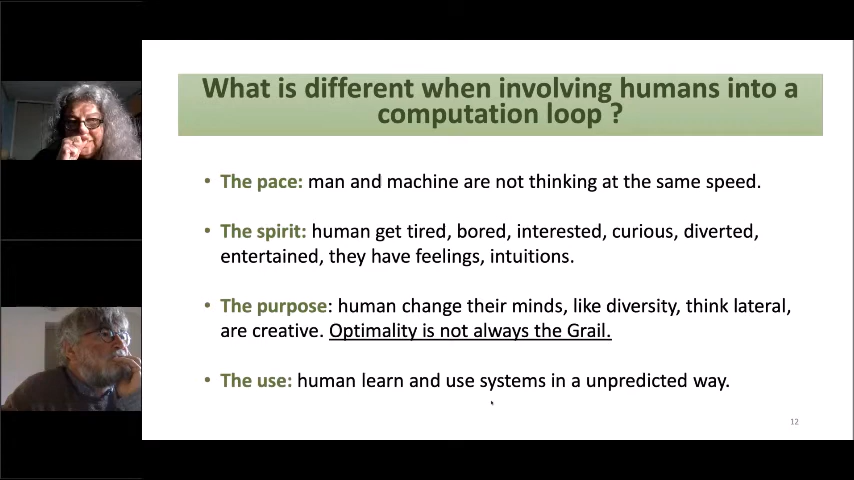 What is different when involving humans into a
computation loop ?
• The pace: man and machine are not thinking at the same speed.
• The spirit: human get tired, bored, interested, curious, diverted,
entertained, they have feelings, intuitions.
• The purpose: human change their minds, like diversity, think lateral,
are creative. Optimality is not always the Grail.
• The use: human learn and use systems in a unpredicted way.
12